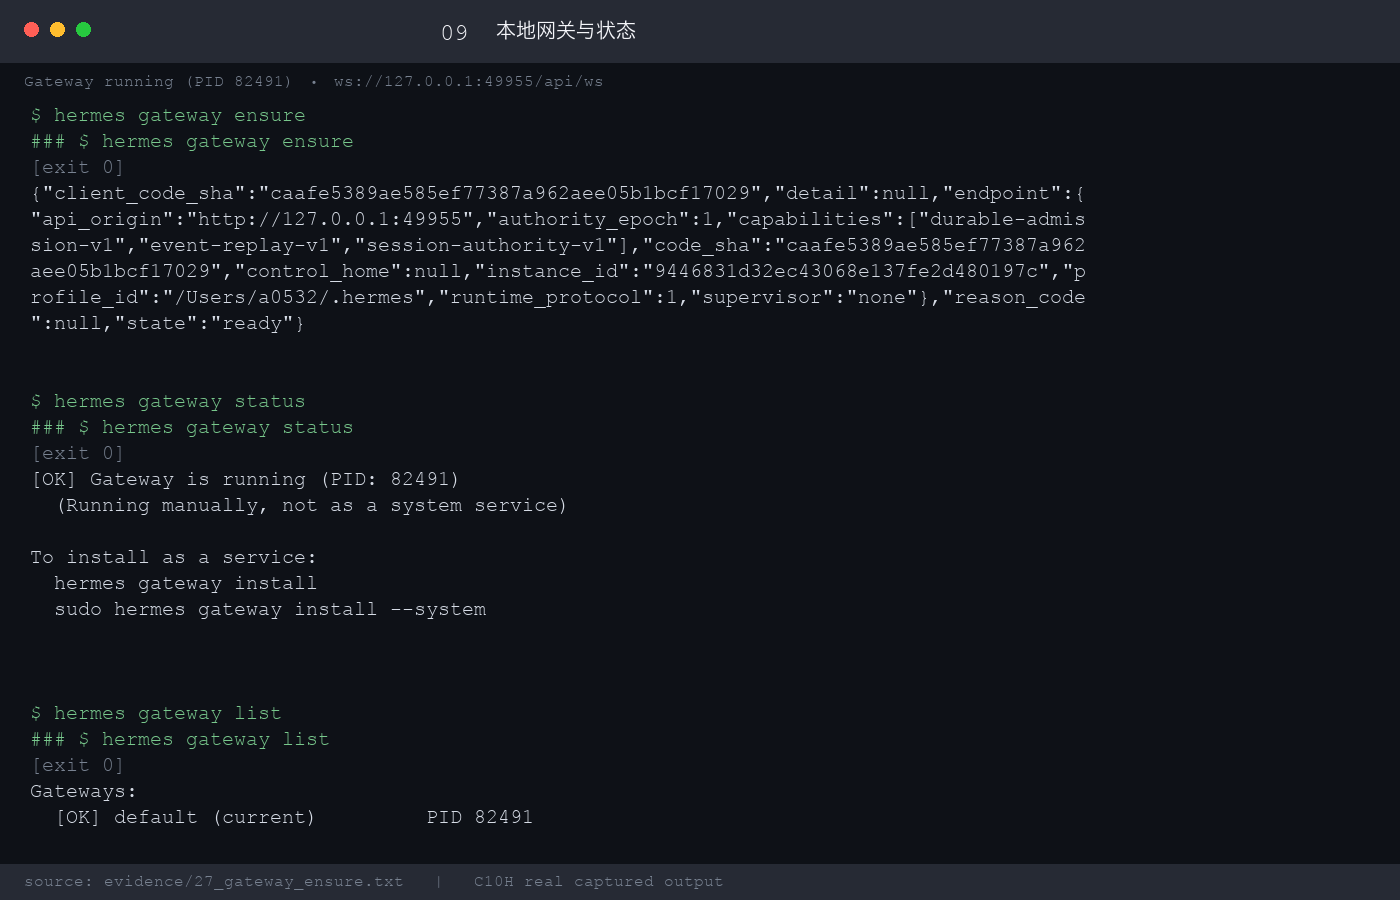 09 本地网关与状态
Gateway running (PID 82491) • ws://127.0.0.1:49955/api/ws
$ hermes gateway ensure
### $ hermes gateway ensure
[exit 0]
{"client_code_sha":"caafe5389ae585ef77387a962aee05b1bcf17029","detail":null,"endpoint":{
"api_origin":"http://127.0.0.1:49955","authority_epoch":1,"capabilities":["durable-admis
sion-v1","event-replay-v1","session-authority-v1"],"code_sha":"caafe5389ae585ef77387a962
aee05b1bcf17029","control_home":null,"instance_id":"9446831d32ec43068e137fe2d480197c","p
rofile_id":"/Users/a0532/.hermes","runtime_protocol":1,"supervisor":"none"},"reason_code
":null,"state":"ready"}
$ hermes gateway status
### $ hermes gateway status
[exit 0]
[OK] Gateway is running (PID: 82491)
(Running manually, not as a system service)
To install as a service:
hermes gateway install
sudo hermes gateway install --system
$ hermes gateway list
### $ hermes gateway list
[exit 0]
Gateways:
[OK] default (current) PID 82491
source: evidence/27_gateway_ensure.txt | C10H real captured output